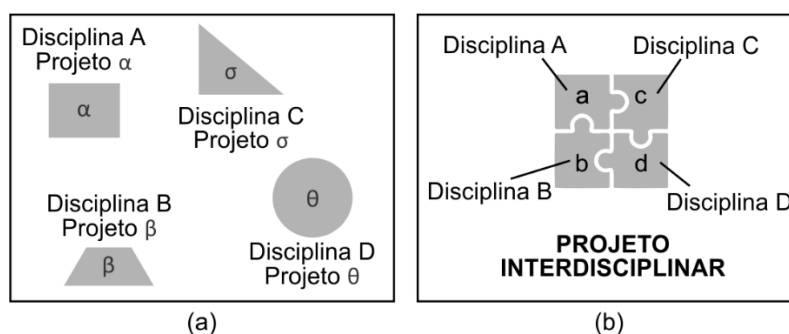 Disciplina A
Projeto α
α
σ
Disciplina C
Projeto σ
Disciplina B
Projeto β
β
θ
Disciplina D
Projeto θ
(a)
Disciplina A
Disciplina C
a
c
b
d
Disciplina B
Disciplina D
PROJETO
INTERDISCIPLINAR
(b)